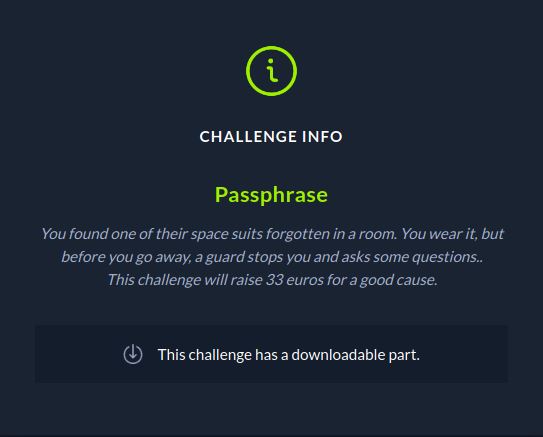 CHALLENGE INFO
Passphrase
You found one of their space suits forgotten in a room. You wear it, but
before you go away, a guard stops you and asks some questions..
This challenge will raise 33 euros for a good cause.
This challenge has a downloadable part.